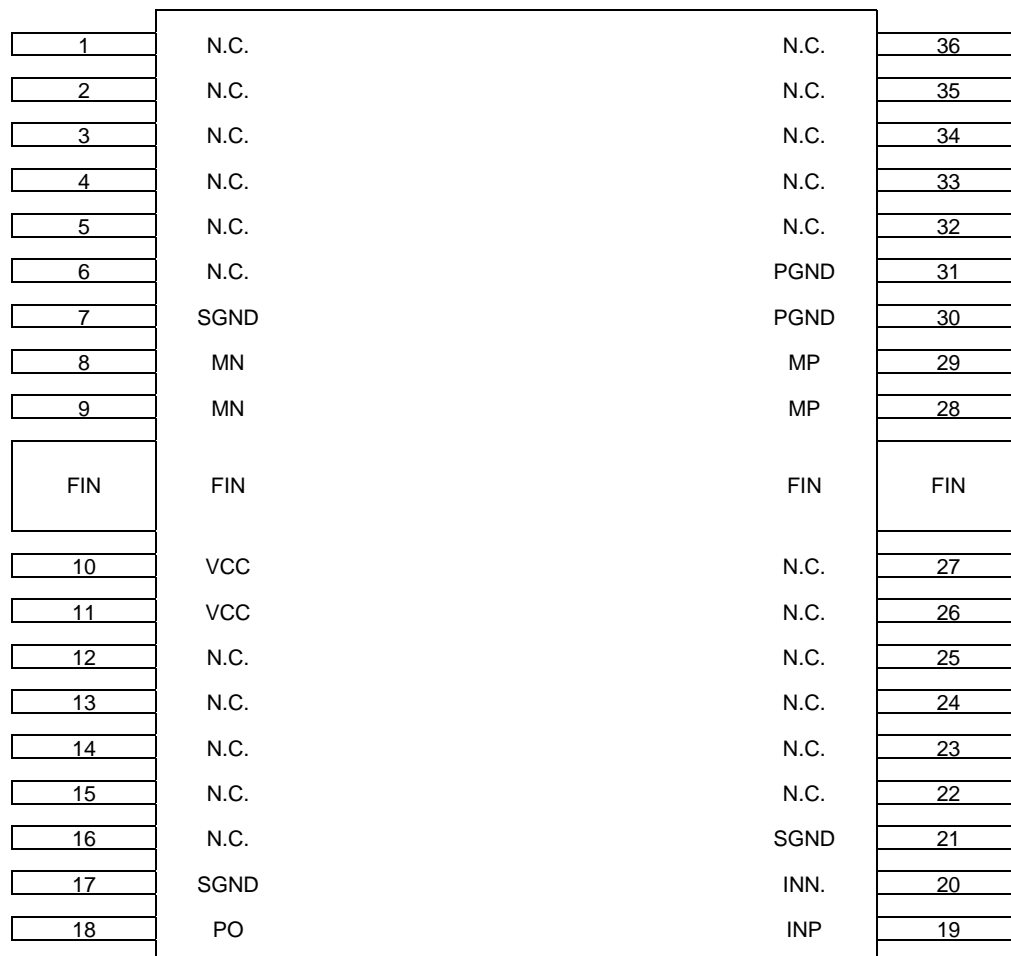 1 N.C. N.C. 36
2 N.C. N.C. 35
3 N.C. N.C. 34
4 N.C. N.C. 33
5 N.C. N.C. 32
6 N.C. PGND 31
7 SGND PGND 30
8 MN MP 29
9 MN MP 28
FIN FIN FIN FIN
10 VCC N.C. 27
11 VCC N.C. 26
12 N.C. N.C. 25
13 N.C. N.C. 24
14 N.C. N.C. 23
15 N.C. N.C. 22
16 N.C. SGND 21
17 SGND INN. 20
18 PO INP 19